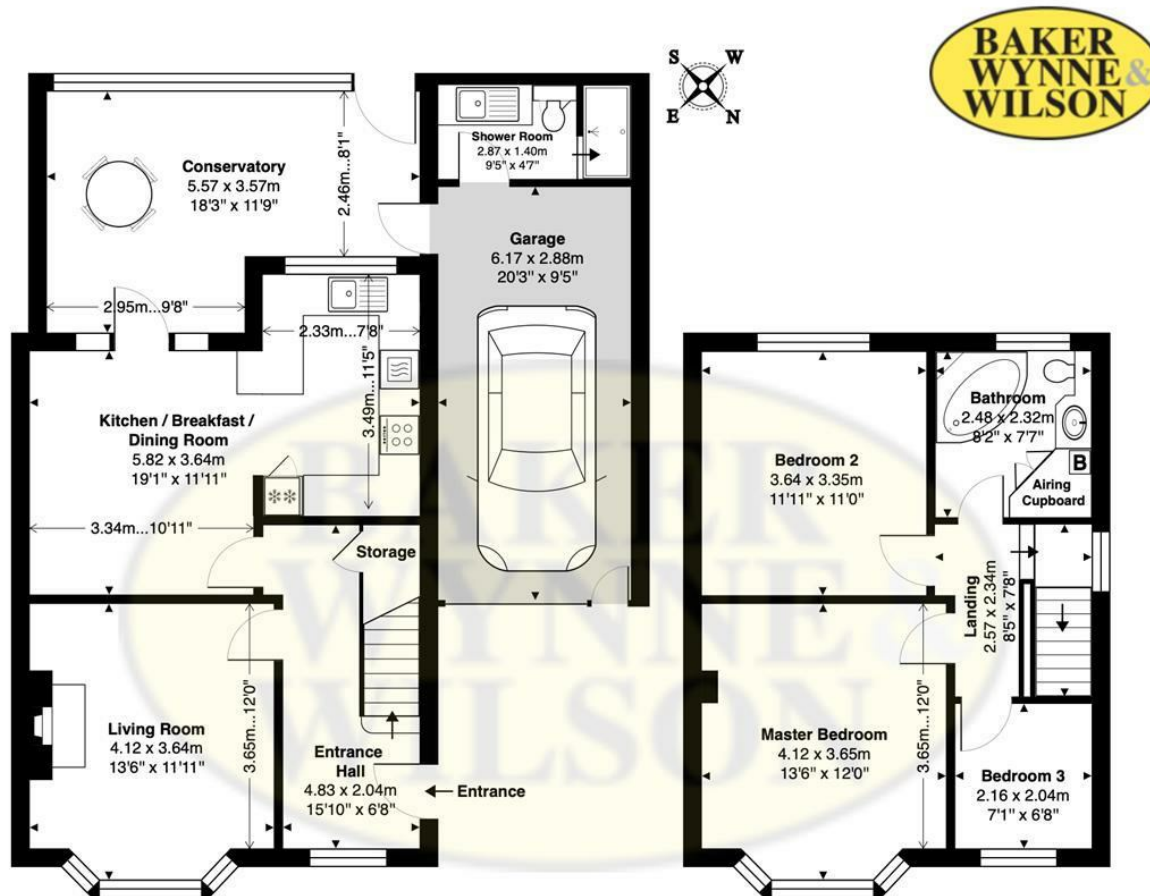 BAKER
WYNNE &
WILSON
S W
E N
Conservatory
5.57 x 3.57m
18'3" x 11'9"
2.46m...8'1"
2.95m...9'8"
Shower Room
2.87 x 1.40m
9'5" x 4'7"
Garage
6.17 x 2.88m
20'3" x 9'5"
2.33m...7'8"
3.49m...11'5"
Kitchen / Breakfast /
Dining Room
5.82 x 3.64m
19'1" x 11'11"
3.34m...10'11"
Storage
Living Room
4.12 x 3.64m
13'6" x 11'11"
3.65m...12'0"
Entrance
Hall
4.83 x 2.04m
15'10" x 6'8"
Entrance
Bedroom 2
3.64 x 3.35m
11'11" x 11'0"
Bathroom
2.48 x 2.32m
8'2" x 7'7"
B
Airing
Cupboard
Landing
2.57 x 2.34m
8'5" x 7'8"
Master Bedroom
4.12 x 3.65m
13'6" x 12'0"
3.65m...12'0"
Bedroom 3
2.16 x 2.04m
7'1" x 6'8"
BAKER
WYNNE &
WILSON